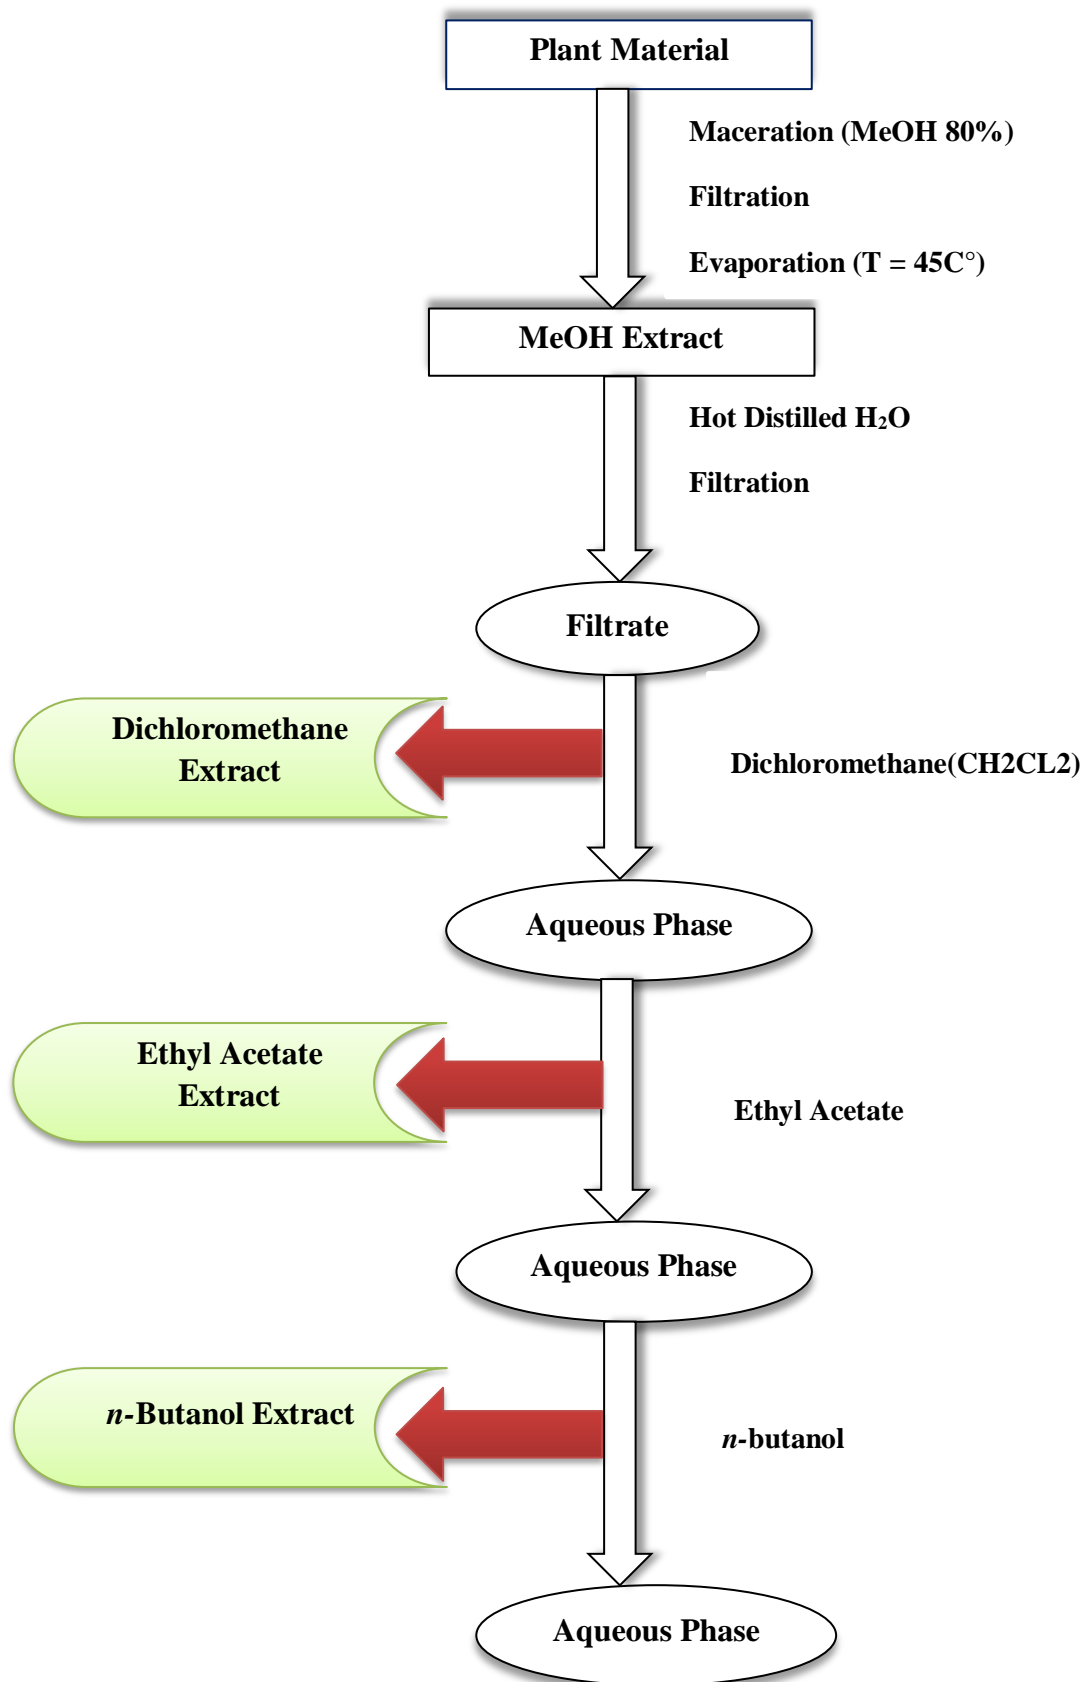 Plant Material
Maceration (MeOH 80%)
Filtration
Evaporation (T = 45C°)
MeOH Extract
Hot Distilled H₂O
Filtration
Filtrate
Dichloromethane
Extract
Dichloromethane(CH2CL2)
Aqueous Phase
Ethyl Acetate
Extract
Ethyl Acetate
Aqueous Phase
n-Butanol Extract
n-butanol
Aqueous Phase